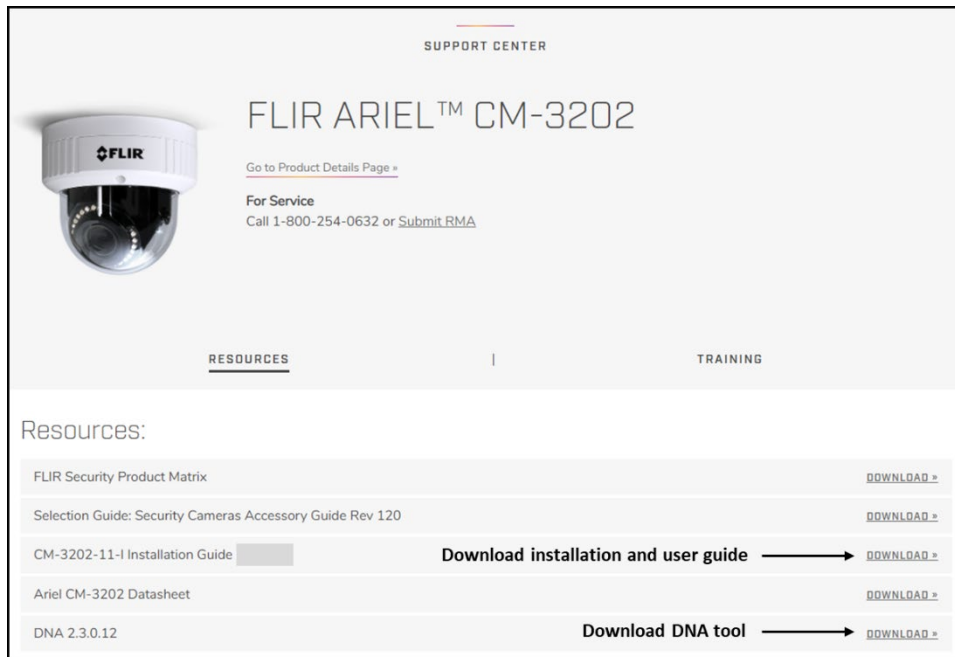 SUPPORT CENTER
FLIR ARIEL™ CM-3202
FLIR
Go to Product Details Page »
For Service
Call 1-800-254-0632 or Submit RMA
RESOURCES | TRAINING
Resources:
FLIR Security Product Matrix DOWNLOAD »
Selection Guide: Security Cameras Accessory Guide Rev 120 DOWNLOAD »
CM-3202-11-I Installation Guide Download installation and user guide DOWNLOAD »
Ariel CM-3202 Datasheet DOWNLOAD »
DNA 2.3.0.12 Download DNA tool DOWNLOAD »